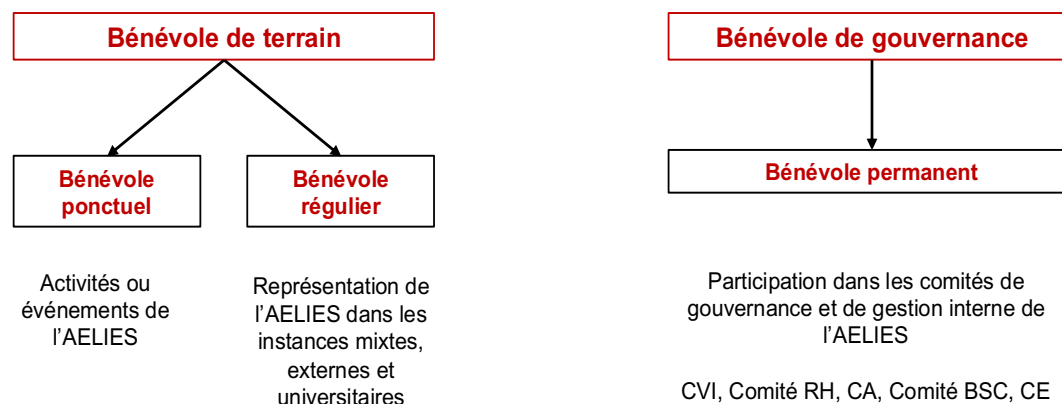 Bénévole de terrain
Bénévole
ponctuel
Bénévole
régulier
Activités ou
événements de
l’AELIES
Représentation de
l’AELIES dans les
instances mixtes,
externes et
universitaires
Bénévole de gouvernance
Bénévole permanent
Participation dans les comités de
gouvernance et de gestion interne de
l’AELIES
CVI, Comité RH, CA, Comité BSC, CE